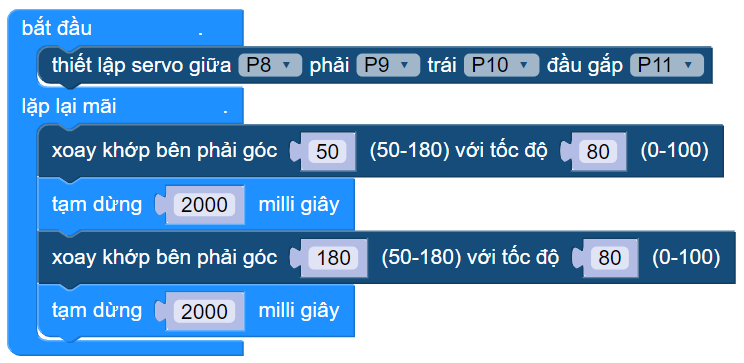 bắt đầu .
thiết lập servo giữa P8 phải P9 trái P10 đầu gắp P11
lặp lại mãi .
xoay khớp bên phải góc 50 (50-180) với tốc độ 80 (0-100)
tạm dừng 2000 milli giây
xoay khớp bên phải góc 180 (50-180) với tốc độ 80 (0-100)
tạm dừng 2000 milli giây